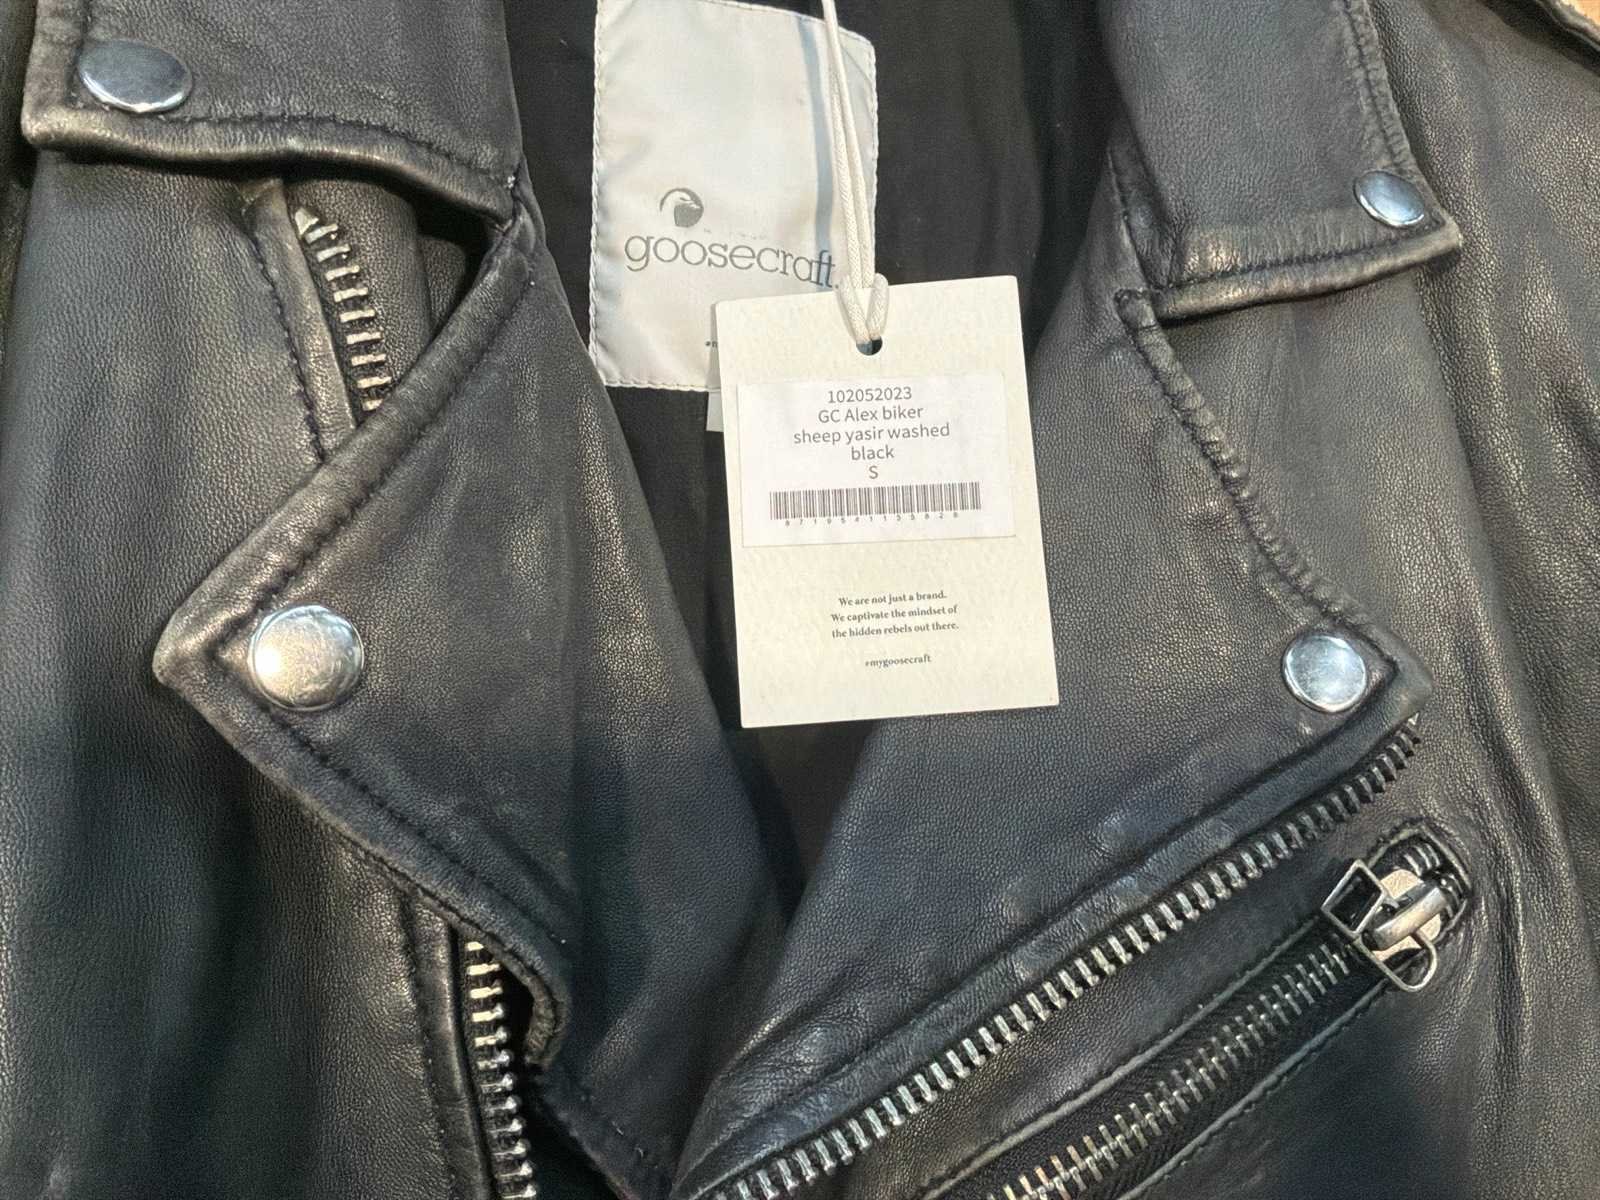 goosecraft.
102052023
GC Alex biker
sheep yasir washed
black
S
We are not just a brand.
We captivate the mindset of
the hidden rebels out there.
#mygoosecraft